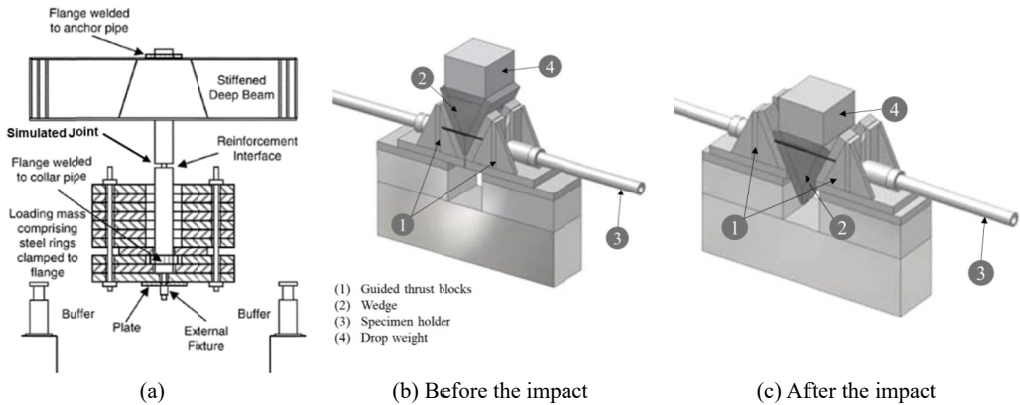 Flange welded
to anchor pipe
Stiffened
Deep Beam
Simulated Joint
Reinforcement
Interface
Flange welded
to collar pipe
Loading mass
comprising
steel rings
clamped to
flange
Buffer
Plate
External
Fixture
Buffer
(a)
2
4
1
3
(1) Guided thrust blocks
(2) Wedge
(3) Specimen holder
(4) Drop weight
(b) Before the impact
4
1
2
3
(c) After the impact